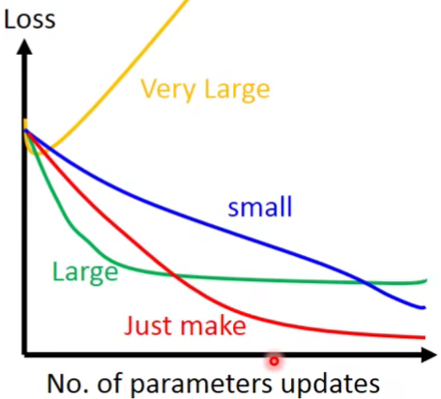 Loss
Very Large
small
Large
Just make
No. of parameters updates